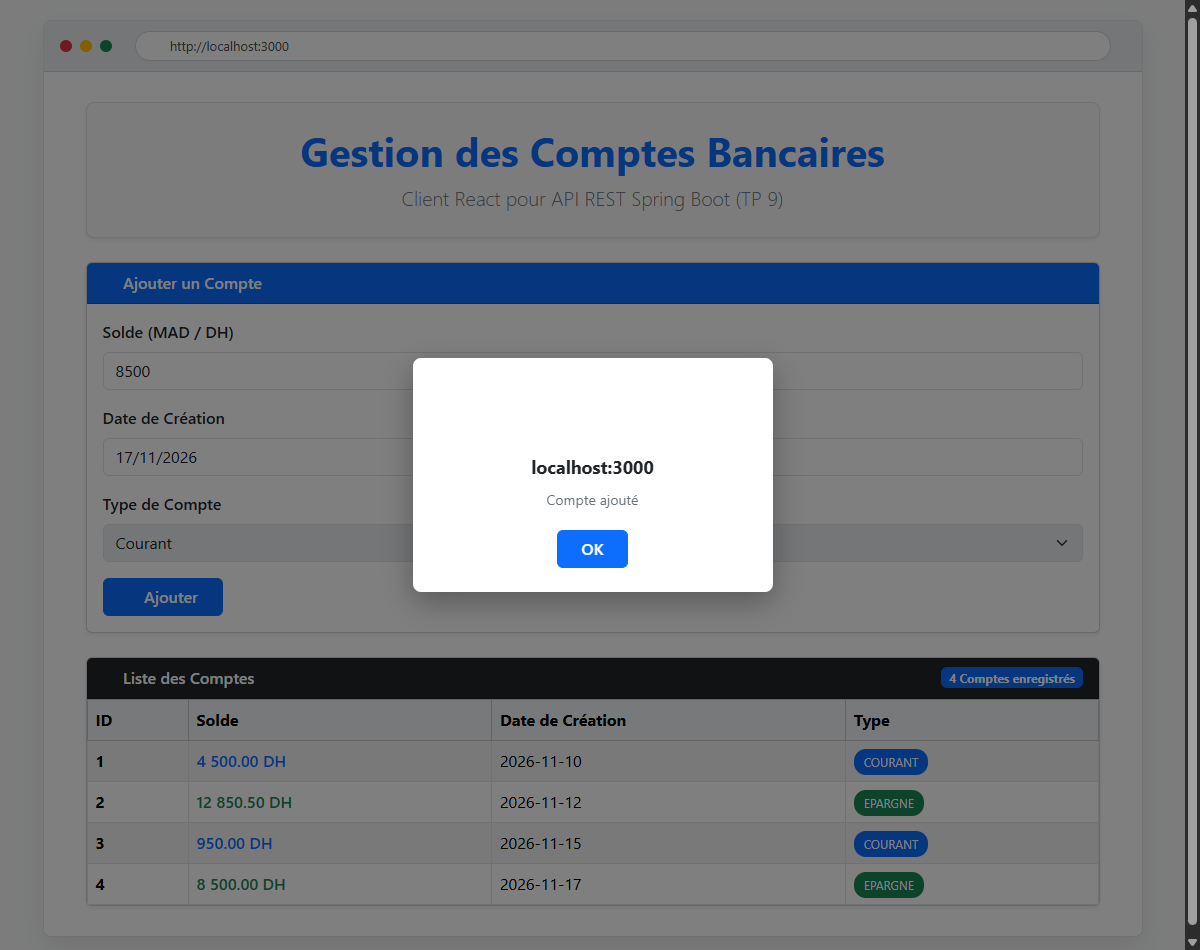 http://localhost:3000
Gestion des Comptes Bancaires
Client React pour API REST Spring Boot (TP 9)
Ajouter un Compte
Solde (MAD / DH)
8500
Date de Création
17/11/2026
Type de Compte
Courant
Ajouter
localhost:3000
Compte ajouté
OK
Liste des Comptes 4 Comptes enregistrés
ID Solde Date de Création Type
1 4 500.00 DH 2026-11-10 COURANT
2 12 850.50 DH 2026-11-12 EPARGNE
3 950.00 DH 2026-11-15 COURANT
4 8 500.00 DH 2026-11-17 EPARGNE